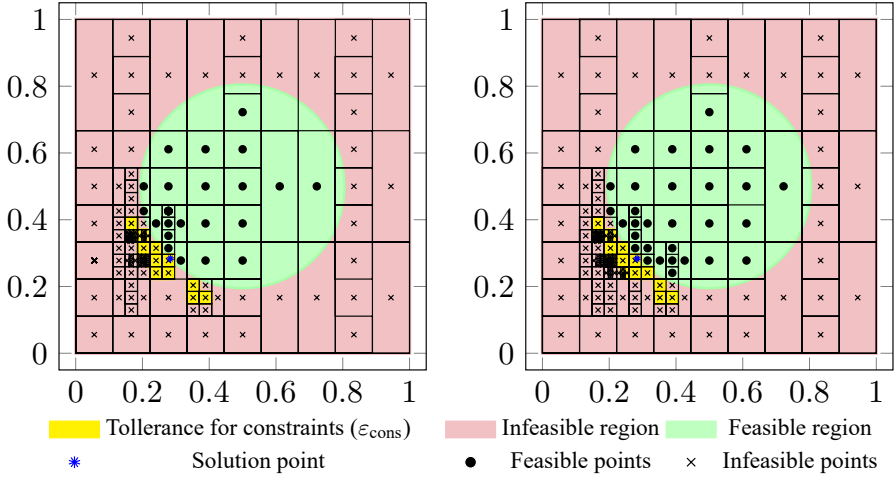 1
1
0.8
0.8
0.6
0.6
0.4
0.4
0.2
0.2
0
0
0 0.2 0.4 0.6 0.8 1
0 0.2 0.4 0.6 0.8 1
Tollerance for constraints (εcons)
Infeasible region
Feasible region
Solution point
Feasible points
Infeasible points